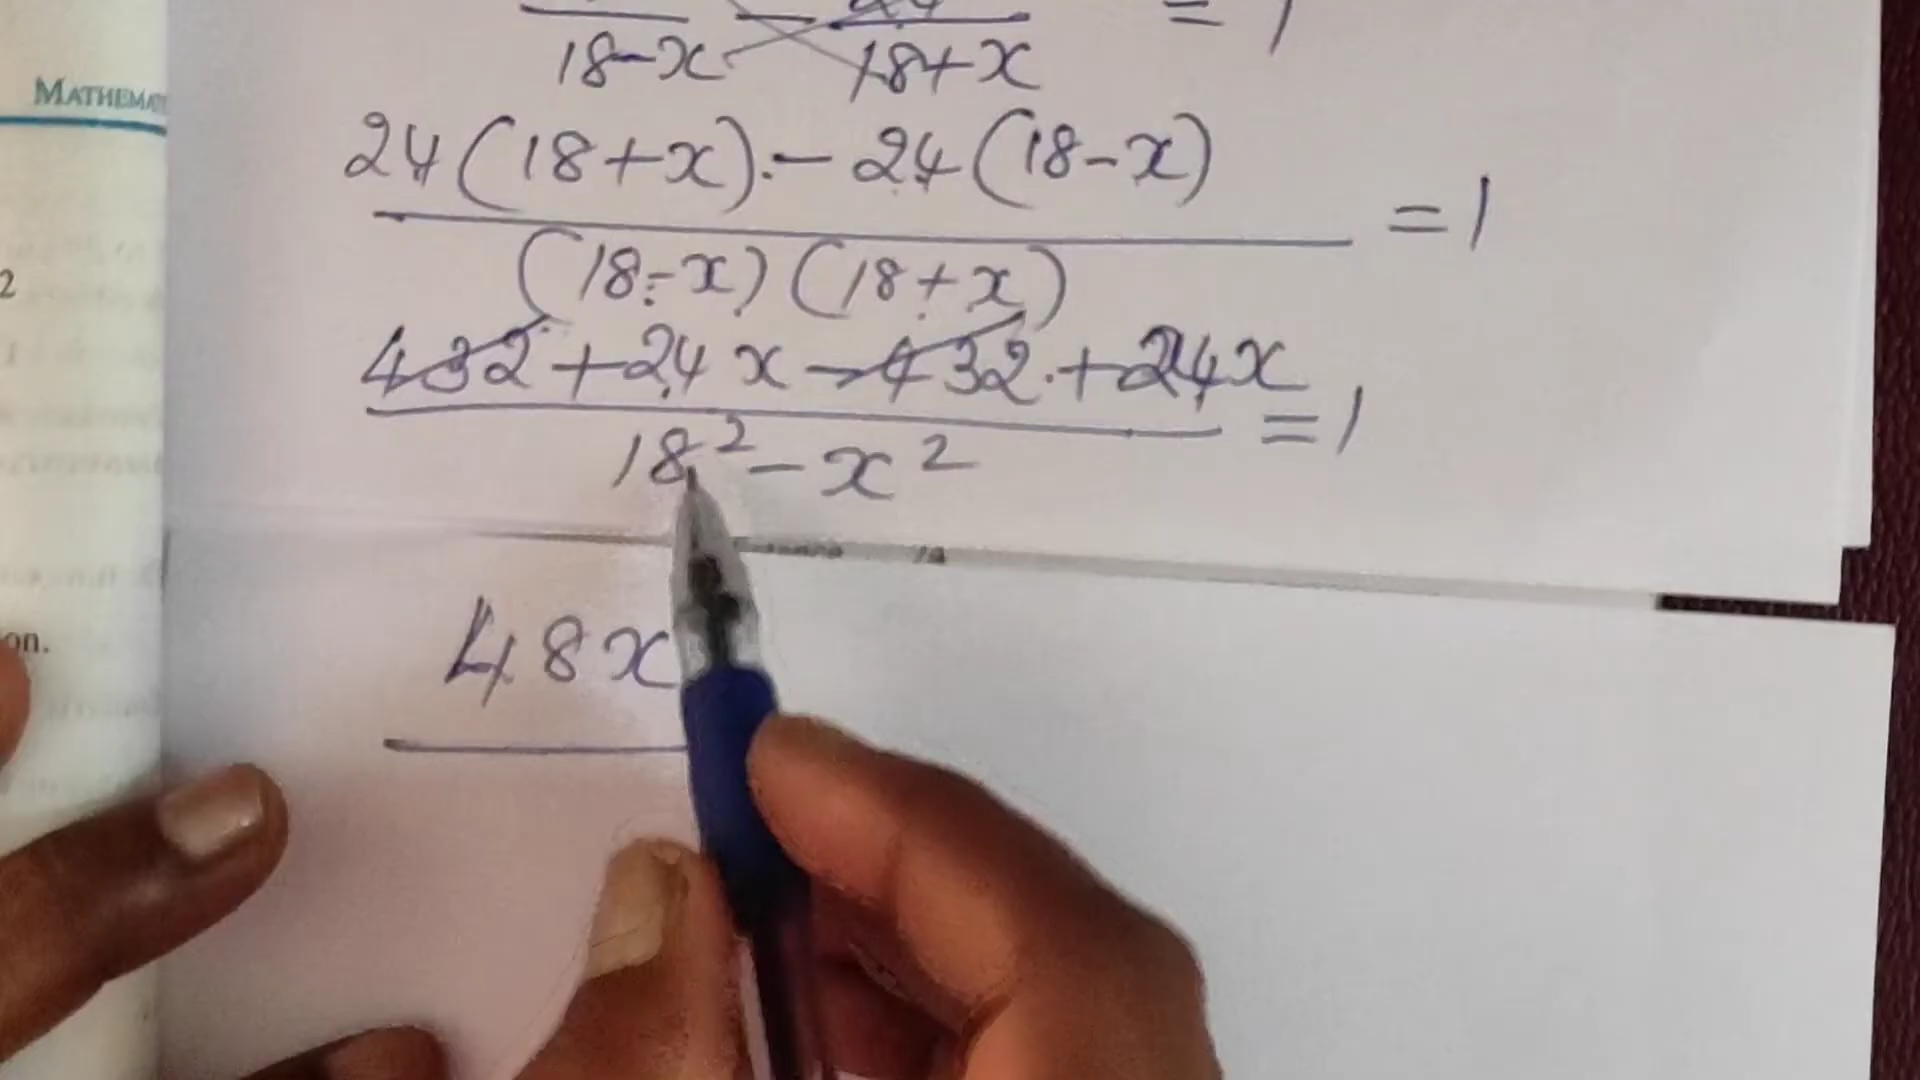 MATHEMA
24 = 1
18-x 18+x
24(18+x) - 24(18-x) = 1
(18-x)(18+x)
432 + 24x - 432 + 24x = 1
18² - x²
48x
2
on.